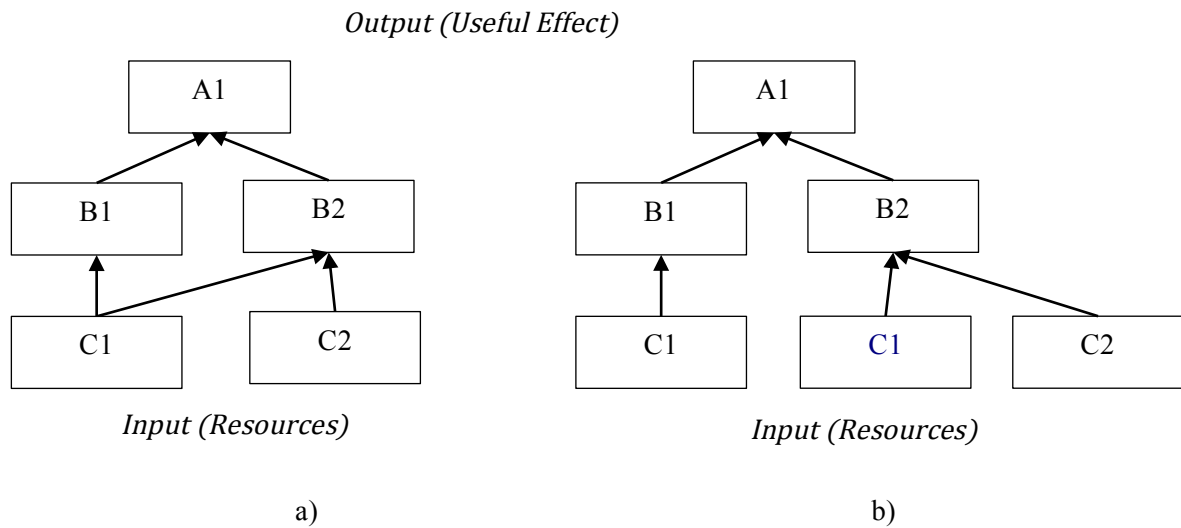 Output (Useful Effect)
A1
A1
B1
B2
B1
B2
C1
C2
C1
C1
C2
Input (Resources)
Input (Resources)
a)
b)